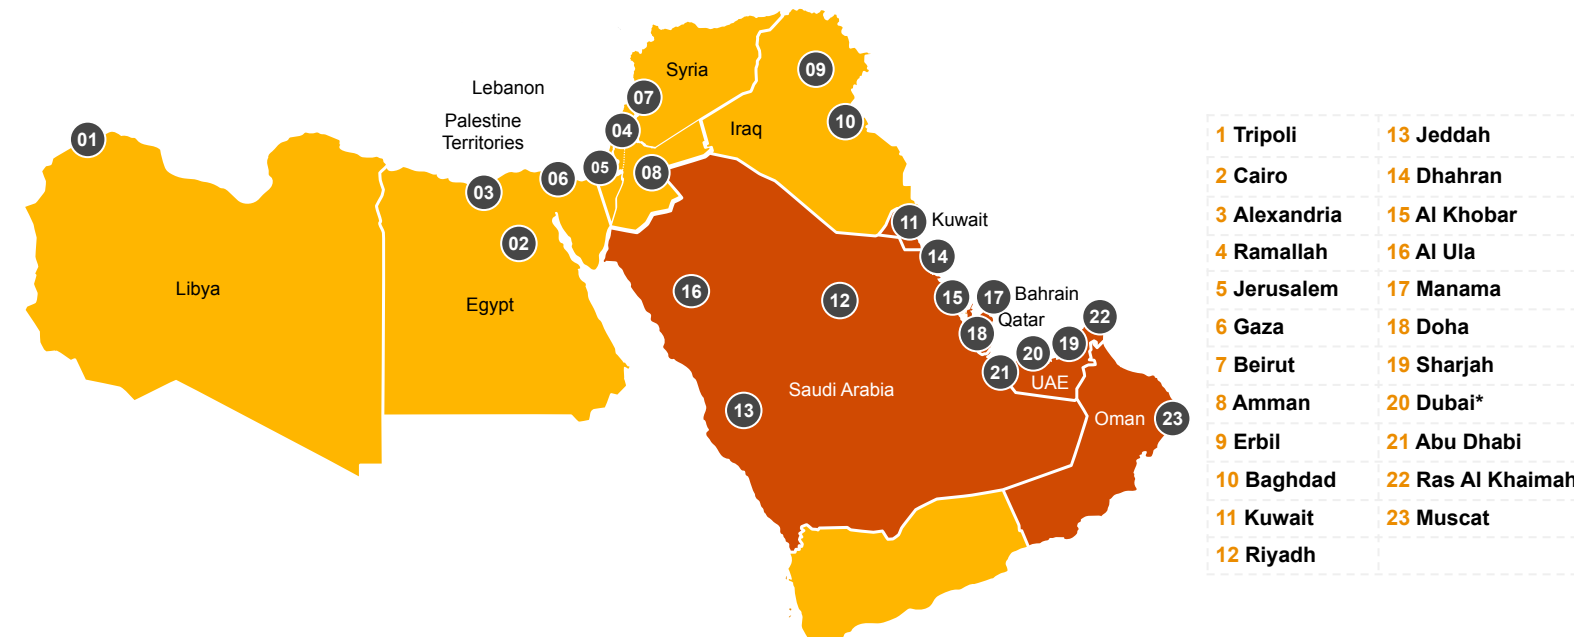 09
Syria
Lebanon
07
Palestine
Territories
04
Iraq
10
01
05
06
08
03
11 Kuwait
02
14
Libya
Egypt
16
12
15
17 Bahrain
Qatar
18
22
19
20
21
UAE
Saudi Arabia
13
Oman
23
1 Tripoli
2 Cairo
3 Alexandria
4 Ramallah
5 Jerusalem
6 Gaza
7 Beirut
8 Amman
9 Erbil
10 Baghdad
11 Kuwait
12 Riyadh
13 Jeddah
14 Dhahran
15 Al Khobar
16 Al Ula
17 Manama
18 Doha
19 Sharjah
20 Dubai*
21 Abu Dhabi
22 Ras Al Khaimah
23 Muscat